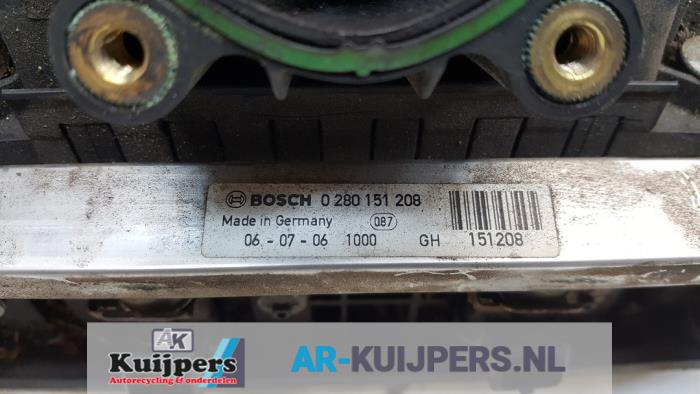 BOSCH 0 280 151 208
Made in Germany 087
06 - 07 - 06 1000 GH 151208
AK
Kuijpers
Autorecycling & onderdelen
AR-KUIJPERS.NL